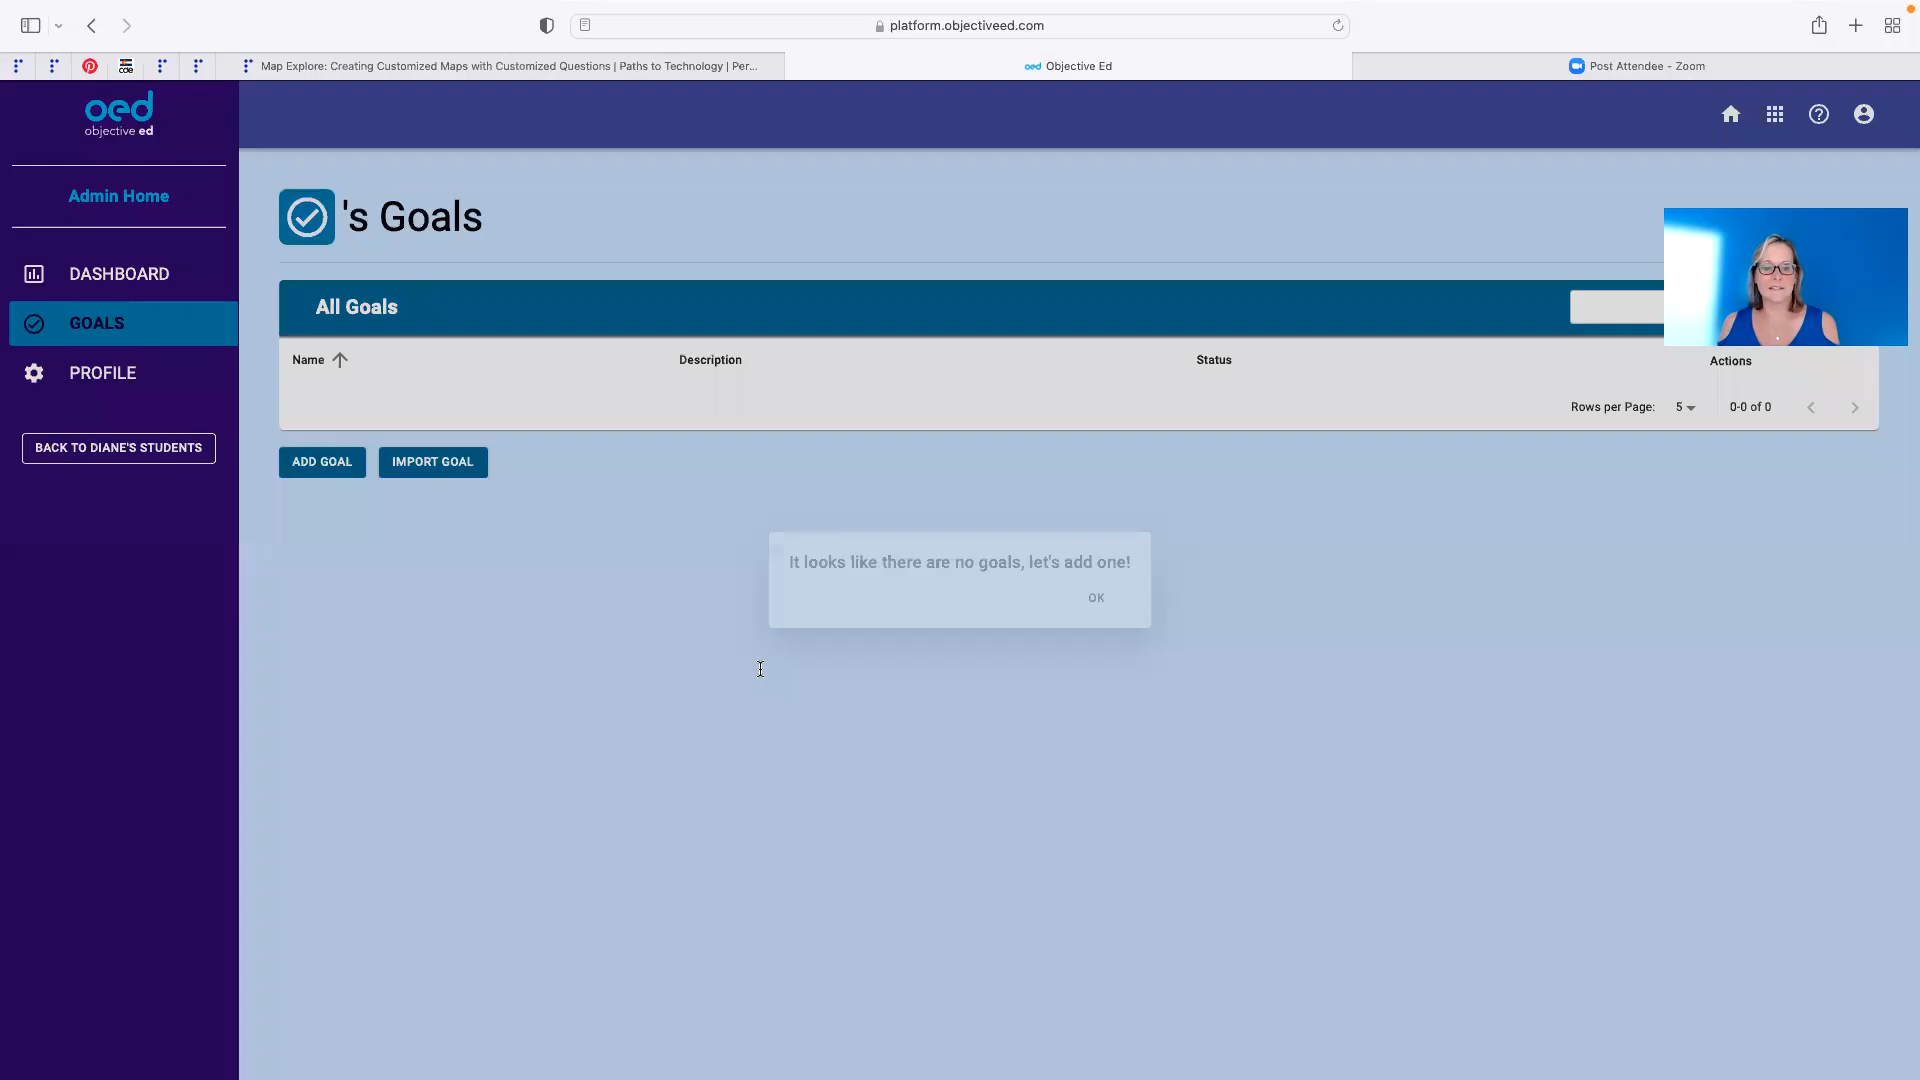 platform.objectiveed.com
Map Explore: Creating Customized Maps with Customized Questions | Paths to Technology | Per...
oed Objective Ed
Post Attendee - Zoom
oed
objective ed
Admin Home
DASHBOARD
GOALS
PROFILE
BACK TO DIANE'S STUDENTS
's Goals
All Goals
Name
Description
Status
Actions
Rows per Page: 5
0-0 of 0
ADD GOAL
IMPORT GOAL
It looks like there are no goals, let's add one!
OK